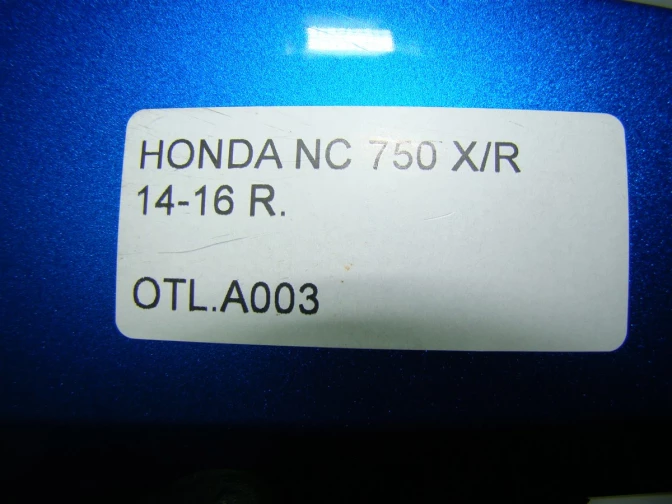 HONDA NC 750 X/R
14-16 R.
OTL.A003